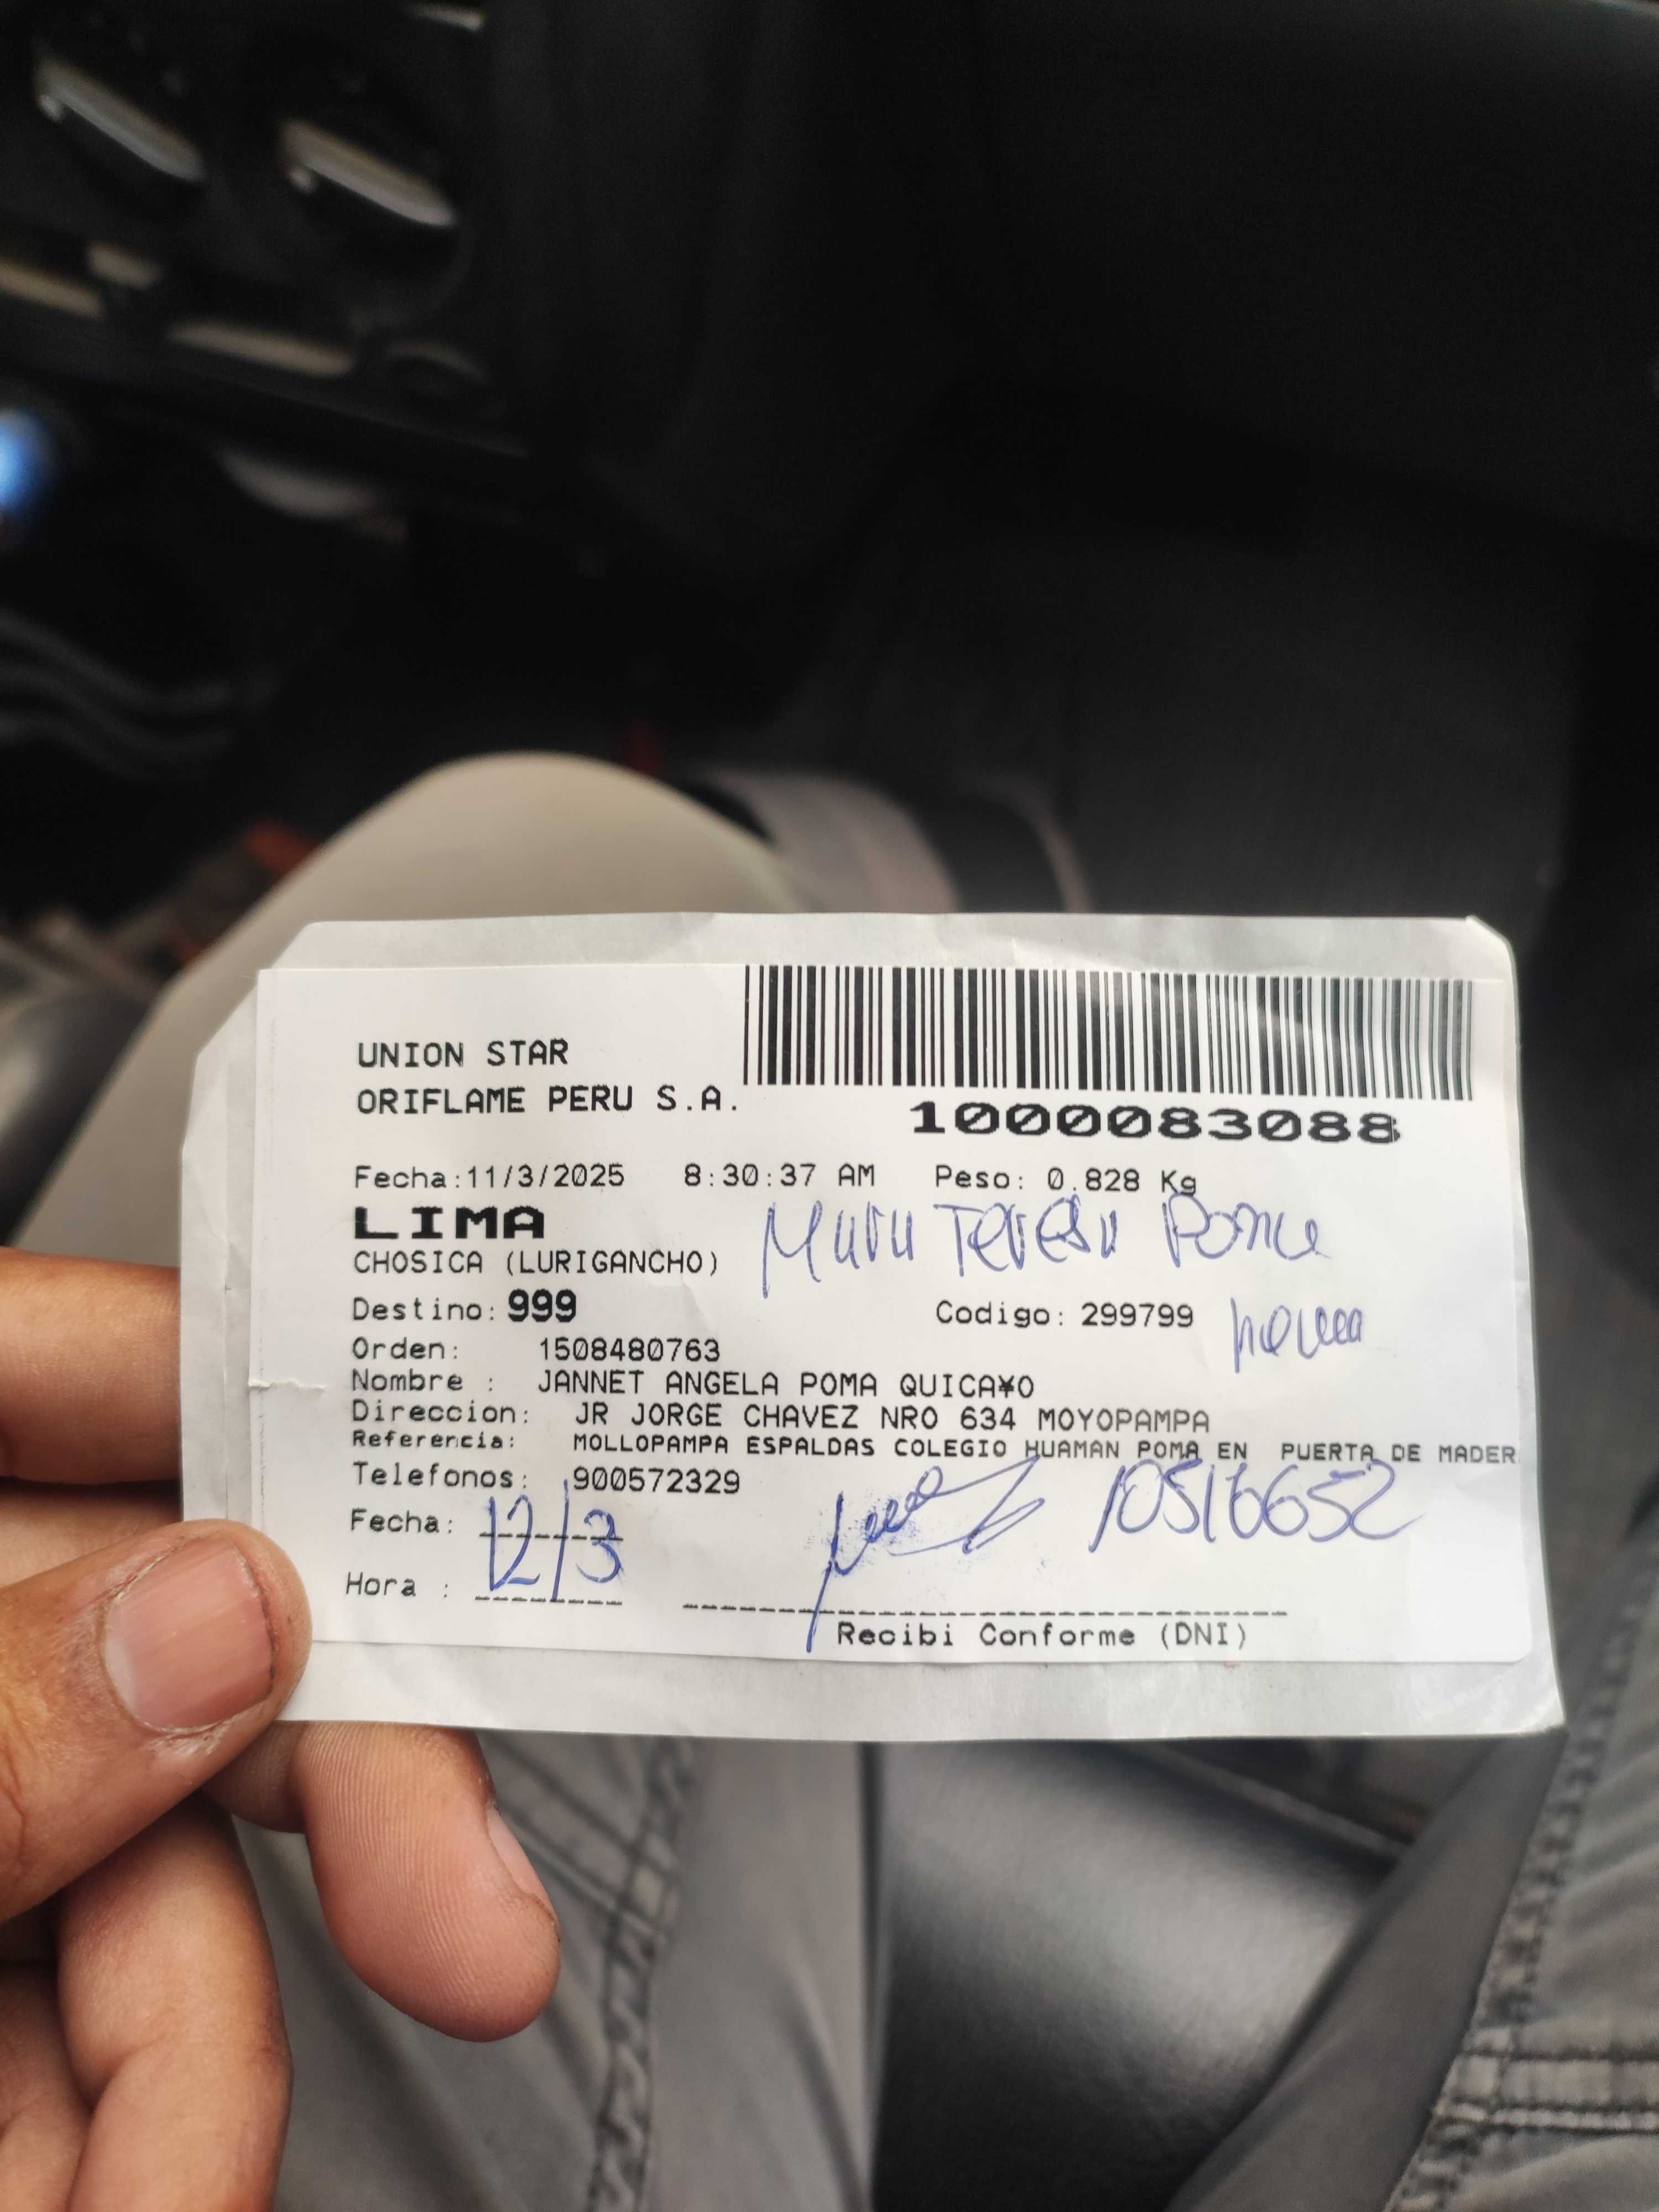 UNION STAR
ORIFLAME PERU S.A.
1000083088
Fecha:11/3/2025 8:30:37 AM Peso: 0.828 Kg
LIMA
CHOSICA (LURIGANCHO)
Teresa
Destino: 999 Codigo: 299799
Orden: 1508480763
Nombre : JANNET ANGELA POMA QUICA¥O
Direccion: JR JORGE CHAVEZ NRO 634 MOYOPAMPA
Referencia: MOLLOPAMPA ESPALDAS COLEGIO HUAMAN POMA EN PUERTA DE MADER
Telefonos: 900572329
Fecha: 12/3 10516652
Hora :
Recibi Conforme (DNI)